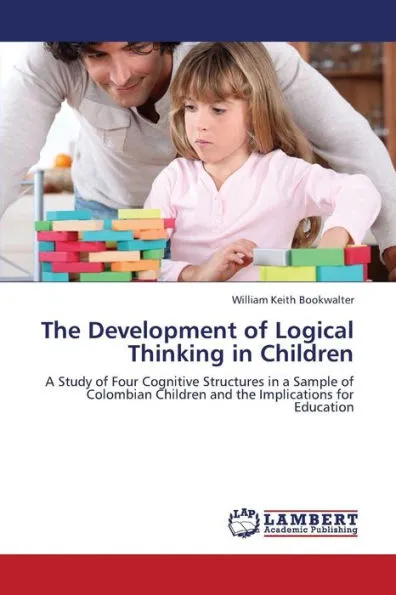 William Keith Bookwalter
The Development of Logical
Thinking in Children
A Study of Four Cognitive Structures in a Sample of
Colombian Children and the Implications for
Education
LAP LAMBERT
Academic Publishing